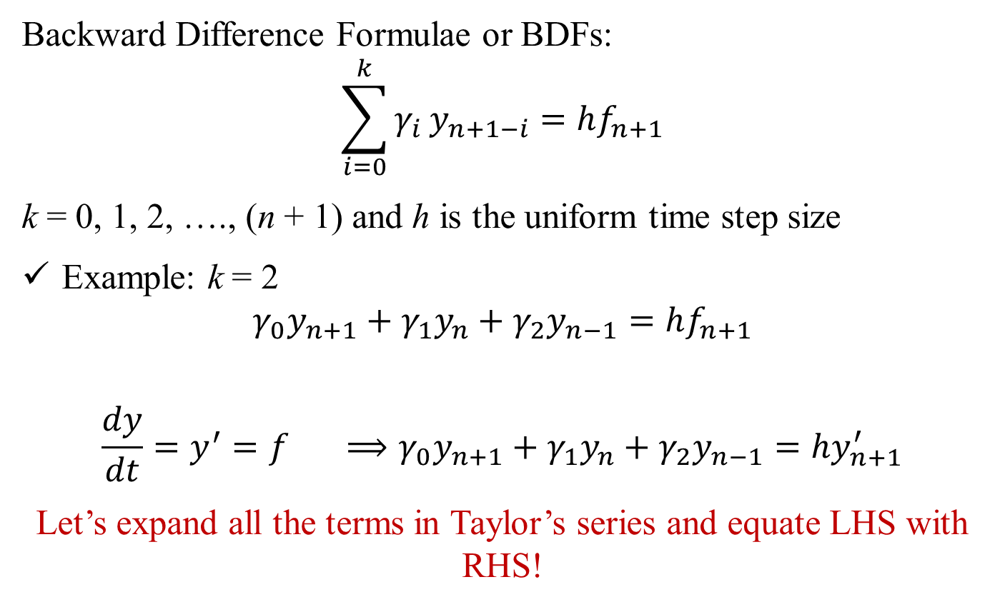 Backward Difference Formulae or BDFs:
$\sum_{i=0}^{k} \gamma_i \, y_{n+1-i} = hf_{n+1}$
k = 0, 1, 2, …., (n + 1) and h is the uniform time step size
✓ Example: k = 2
$\gamma_0 y_{n+1} + \gamma_1 y_n + \gamma_2 y_{n-1} = hf_{n+1}$
$\frac{dy}{dt} = y' = f \quad \Longrightarrow \gamma_0 y_{n+1} + \gamma_1 y_n + \gamma_2 y_{n-1} = hy'_{n+1}$
Let’s expand all the terms in Taylor’s series and equate LHS with
RHS!